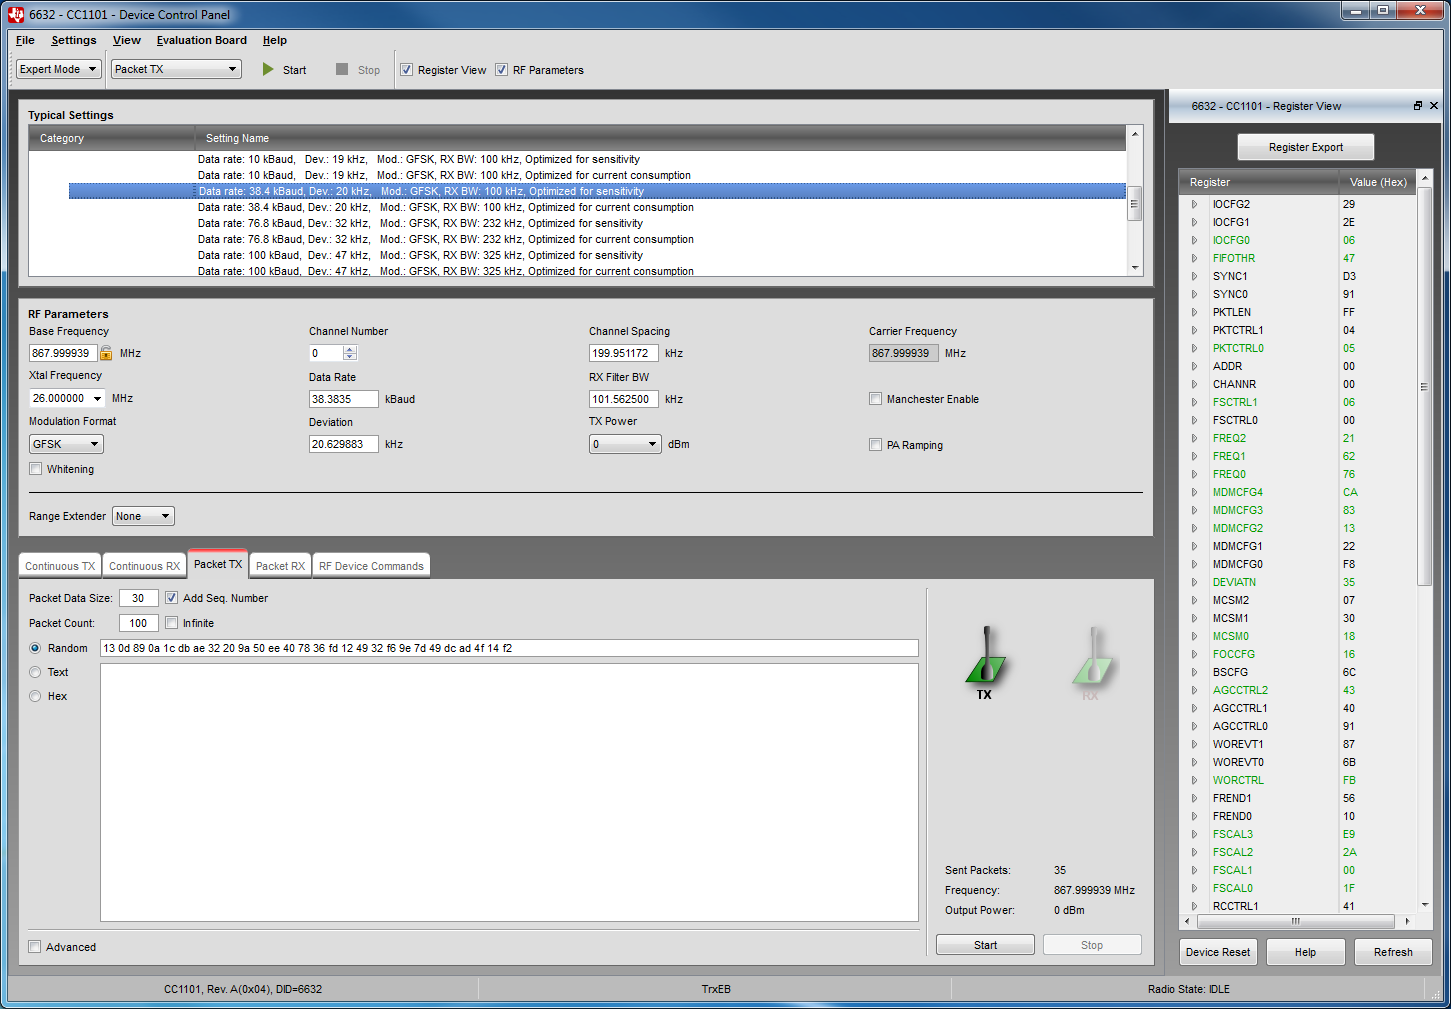 6632 - CC1101 - Device Control Panel
File Settings View Evaluation Board Help
Expert Mode Packet TX Start Stop Register View RF Parameters
Typical Settings
Category Setting Name
Data rate: 10 kBaud, Dev.: 19 kHz, Mod.: GFSK, RX BW: 100 kHz, Optimized for sensitivity
Data rate: 10 kBaud, Dev.: 19 kHz, Mod.: GFSK, RX BW: 100 kHz, Optimized for current consumption
Data rate: 38.4 kBaud, Dev.: 20 kHz, Mod.: GFSK, RX BW: 100 kHz, Optimized for sensitivity
Data rate: 38.4 kBaud, Dev.: 20 kHz, Mod.: GFSK, RX BW: 100 kHz, Optimized for current consumption
Data rate: 76.8 kBaud, Dev.: 32 kHz, Mod.: GFSK, RX BW: 232 kHz, Optimized for sensitivity
Data rate: 76.8 kBaud, Dev.: 32 kHz, Mod.: GFSK, RX BW: 232 kHz, Optimized for current consumption
Data rate: 100 kBaud, Dev.: 47 kHz, Mod.: GFSK, RX BW: 325 kHz, Optimized for sensitivity
Data rate: 100 kBaud, Dev.: 47 kHz, Mod.: GFSK, RX BW: 325 kHz, Optimized for current consumption
RF Parameters
Base Frequency Channel Number Channel Spacing Carrier Frequency
867.999939 MHz 0 199.951172 kHz 867.999939 MHz
Xtal Frequency Data Rate RX Filter BW
26.000000 MHz 38.3835 kBaud 101.562500 kHz Manchester Enable
Modulation Format Deviation TX Power
GFSK 20.629883 kHz 0 dBm PA Ramping
Whitening
Range Extender None
Continuous TX Continuous RX Packet TX Packet RX RF Device Commands
Packet Data Size: 30 Add Seq. Number
Packet Count: 100 Infinite
Random 13 0d 89 0a 1c db ae 32 20 9a 50 ee 40 78 36 fd 12 49 32 f6 9e 7d 49 dc ad 4f 14 f2
Text
Hex
TX RX
Sent Packets: 35
Frequency: 867.999939 MHz
Output Power: 0 dBm
Start Stop
Advanced
6632 - CC1101 - Register View
Register Export
Register Value (Hex)
IOCFG2 29
IOCFG1 2E
IOCFG0 06
FIFOTHR 47
SYNC1 D3
SYNC0 91
PKTLEN FF
PKTCTRL1 04
PKTCTRL0 05
ADDR 00
CHANNR 00
FSCTRL1 06
FSCTRL0 00
FREQ2 21
FREQ1 62
FREQ0 76
MDMCFG4 CA
MDMCFG3 83
MDMCFG2 13
MDMCFG1 22
MDMCFG0 F8
DEVIATN 35
MCSM2 07
MCSM1 30
MCSM0 18
FOCCFG 16
BSCFG 6C
AGCCTRL2 43
AGCCTRL1 40
AGCCTRL0 91
WOREVT1 87
WOREVT0 6B
WORCTRL FB
FREND1 56
FREND0 10
FSCAL3 E9
FSCAL2 2A
FSCAL1 00
FSCAL0 1F
RCCTRL1 41
Device Reset Help Refresh
CC1101, Rev. A(0x04), DID=6632 TrxEB Radio State: IDLE